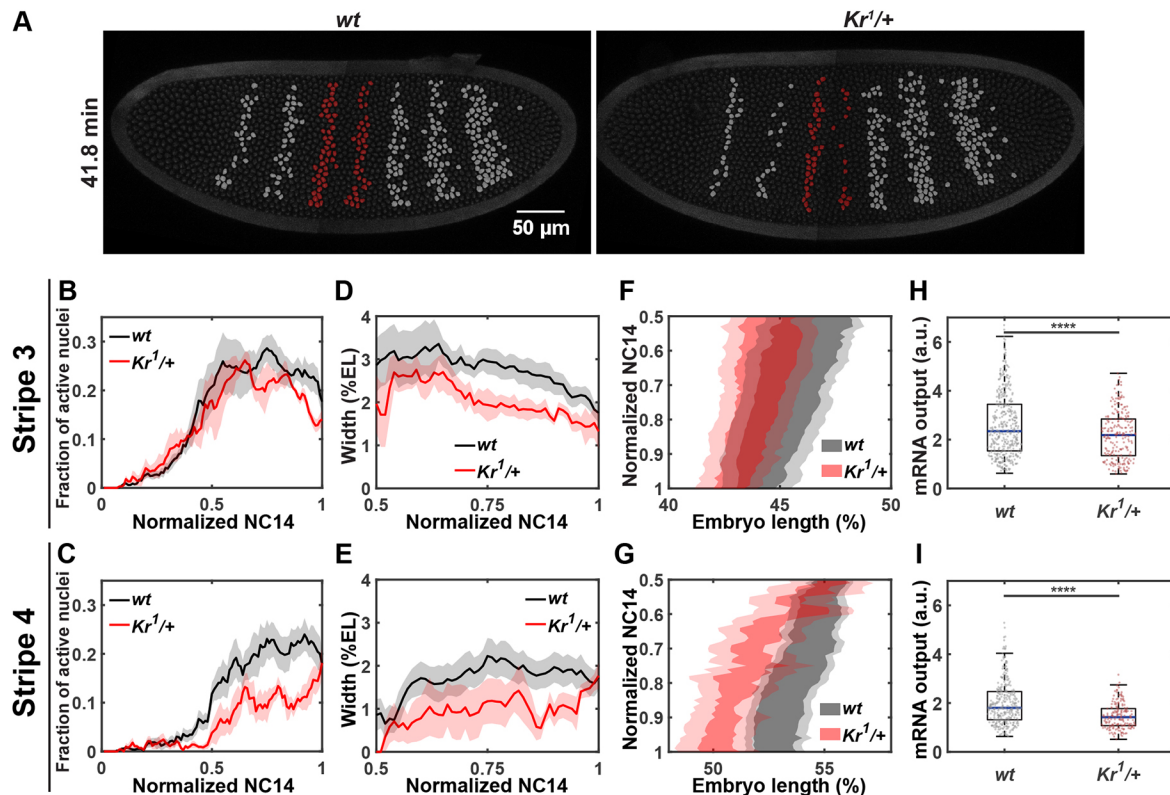 A
wt
Kr1/+
41.8 min
50 µm
Stripe 3
B
Fraction of active nuclei
0.3
0.2
0.1
0
wt
Kr1/+
0
0.5
1
Normalized NC14
D
Width (%EL)
4
3
2
1
0
wt
Kr1/+
0.5
0.75
1
Normalized NC14
F
Normalized NC14
0.5
0.6
0.7
0.8
0.9
1
wt
Kr1/+
40
45
50
Embryo length (%)
H
mRNA output (a.u.)
6
4
2
0
****
wt
Kr1/+
Stripe 4
C
Fraction of active nuclei
0.3
0.2
0.1
0
wt
Kr1/+
0
0.5
1
Normalized NC14
E
Width (%EL)
4
3
2
1
0
wt
Kr1/+
0.5
0.75
1
Normalized NC14
G
Normalized NC14
0.5
0.6
0.7
0.8
0.9
1
wt
Kr1/+
50
55
Embryo length (%)
I
mRNA output (a.u.)
6
4
2
0
****
wt
Kr1/+